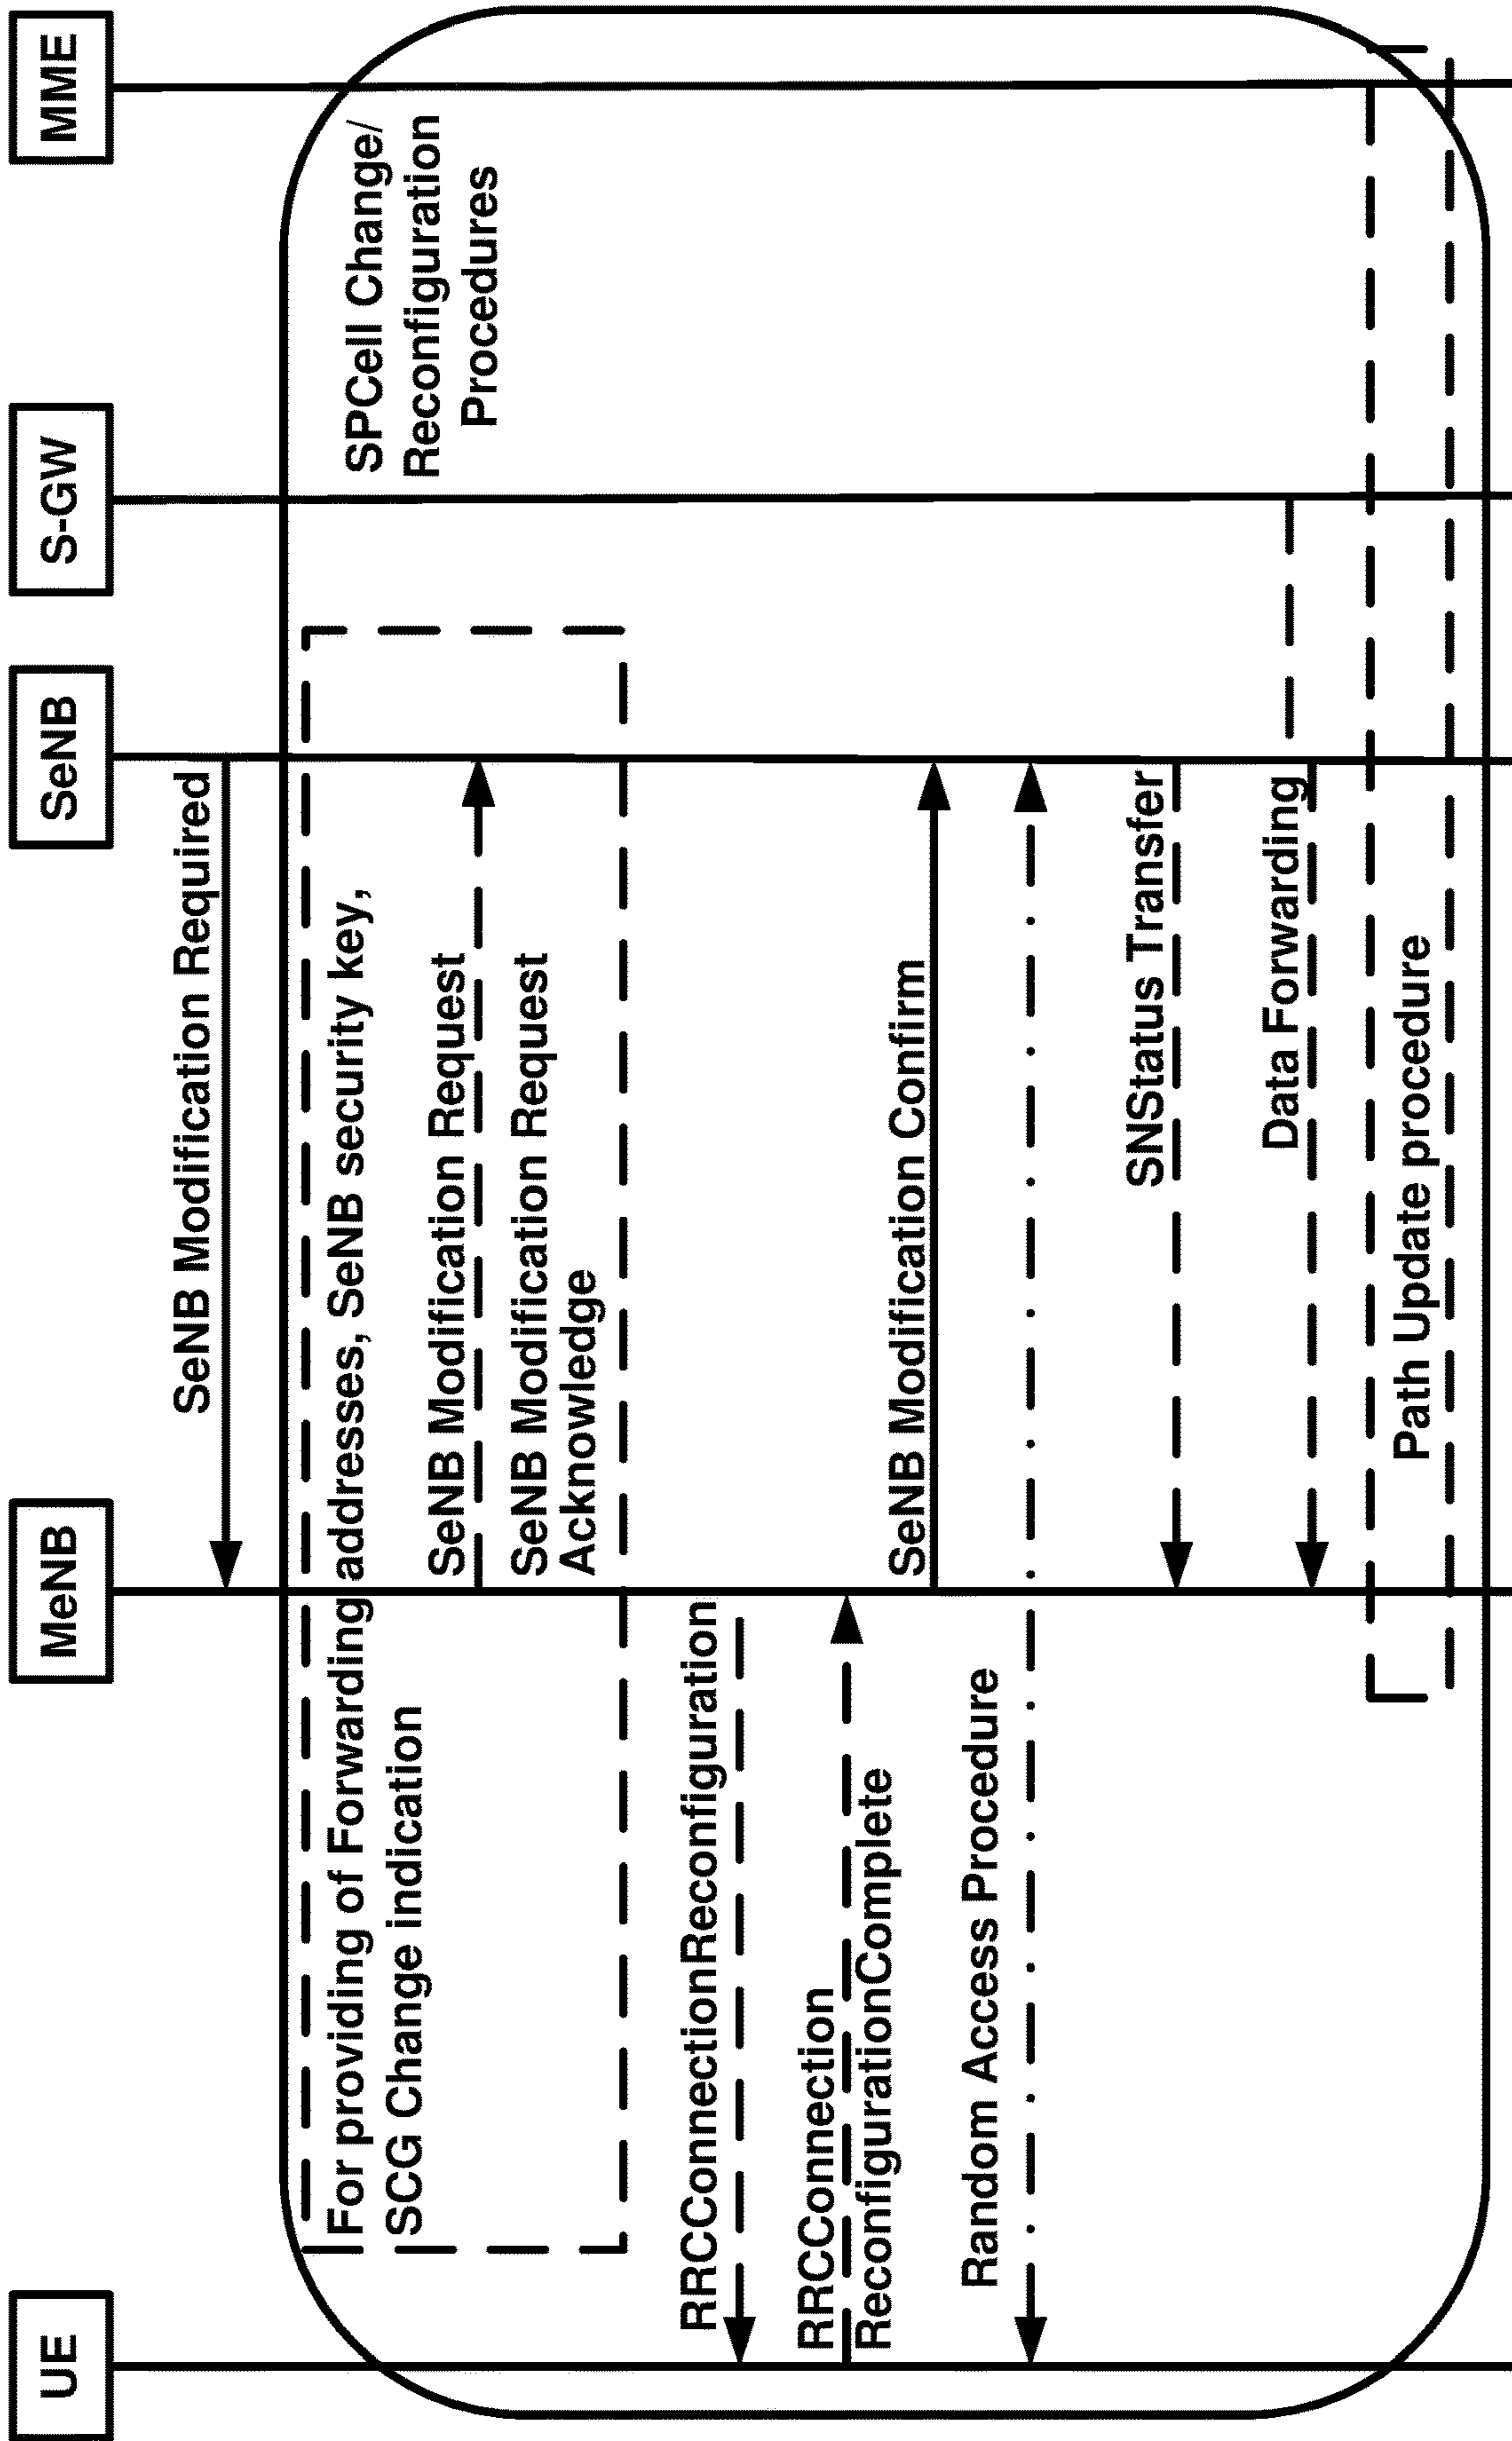 UE
MeNB
SeNB
S-GW
MME
SeNB Modification Required
For providing of Forwarding addresses, SeNB security key,
SCG Change indication
SPCell Change/
Reconfiguration
Procedures
SeNB Modification Request
SeNB Modification Request
Acknowledge
RRCConnectionReconfiguration
RRCConnection
ReconfigurationComplete
SeNB Modification Confirm
Random Access Procedure
SNStatus Transfer
Data Forwarding
Path Update procedure